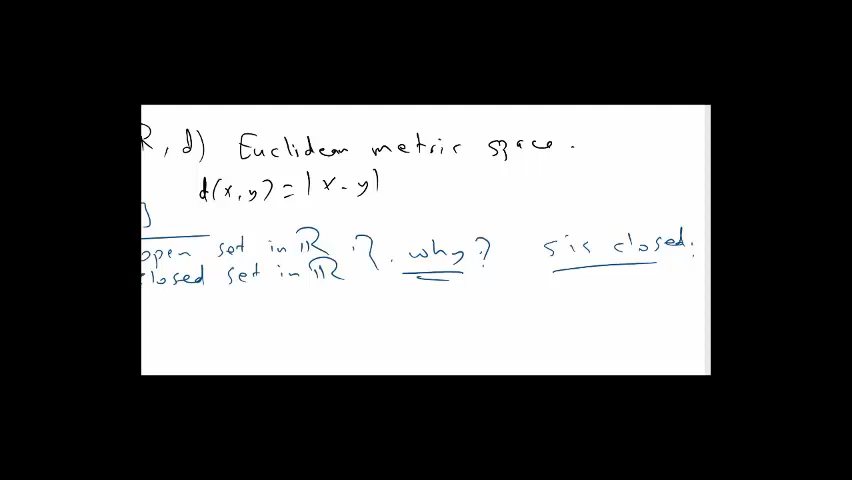 R, d) Euclidean metric space.
d(x,y) = |x - y|
]
open set in ℝ ?. why? S is closed.
closed set in ℝ